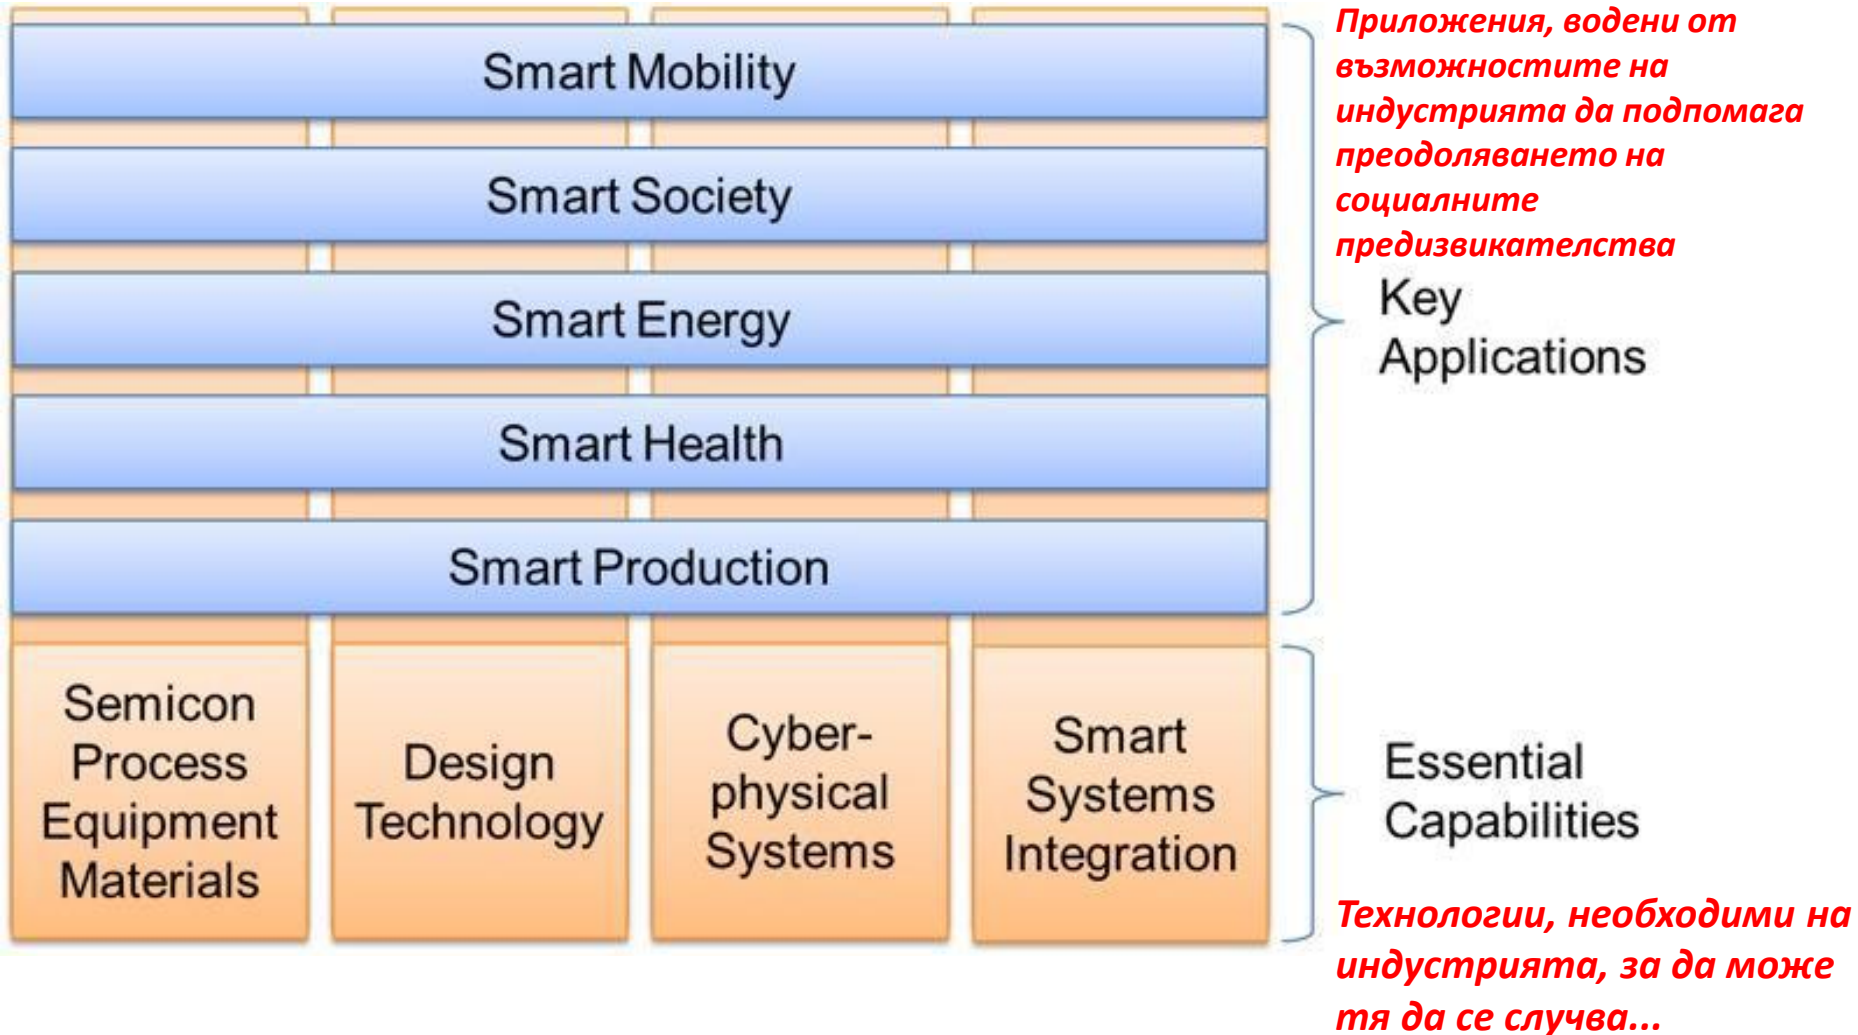 Smart Mobility
Smart Society
Smart Energy
Smart Health
Smart Production
Приложения, водени от
възможностите на
индустрията да подпомага
преодоляването на
социалните
предизвикателства
Key
Applications
Semicon
Process
Equipment
Materials
Design
Technology
Cyber-
physical
Systems
Smart
Systems
Integration
Essential
Capabilities
Технологии, необходими на
индустрията, за да може
тя да се случва...